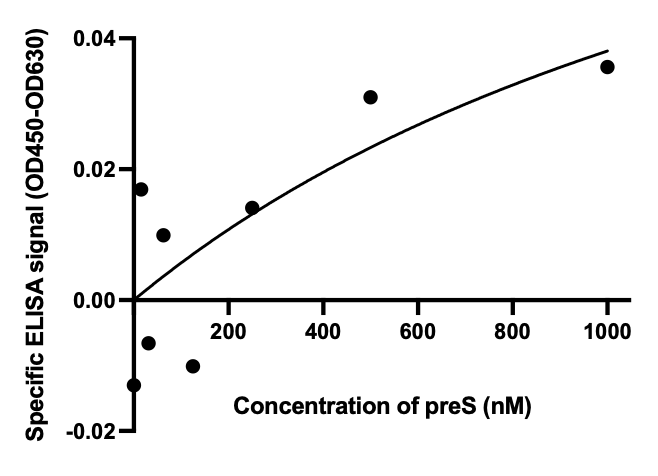 Specific ELISA signal (OD450-OD630)
0.04
0.02
0.00
-0.02
200 400 600 800 1000
Concentration of preS (nM)